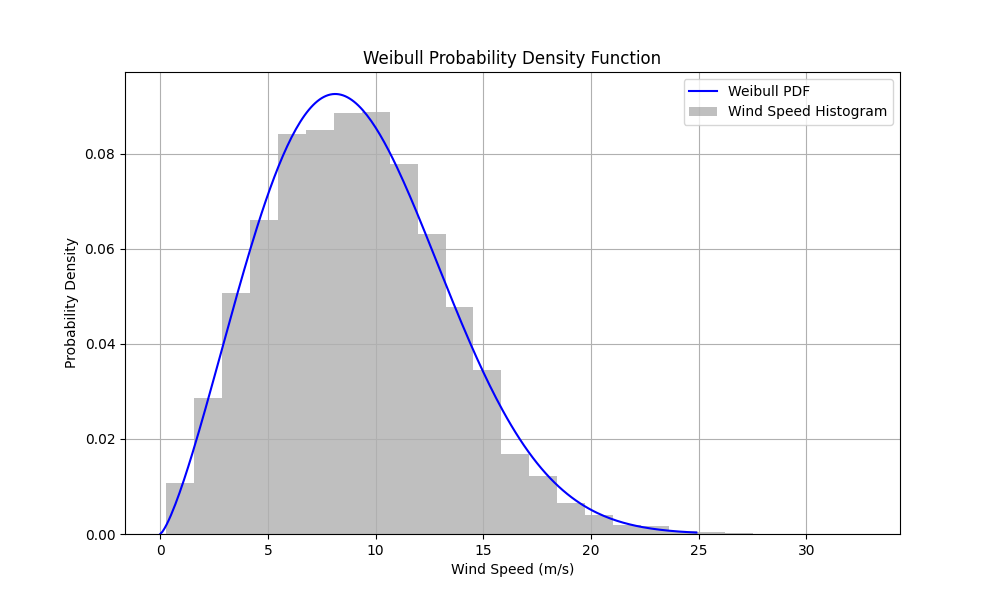 Weibull Probability Density Function
Weibull PDF
Wind Speed Histogram
0.08
0.06
0.04
0.02
0.00
Probability Density
0 5 10 15 20 25 30
Wind Speed (m/s)